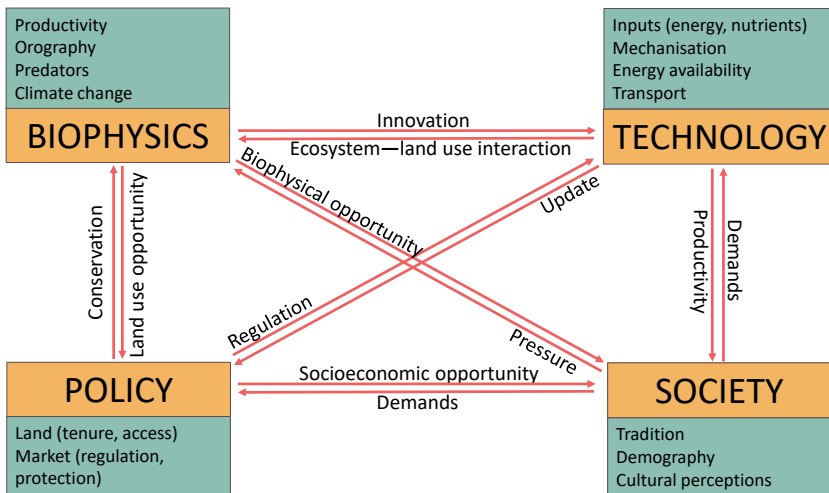 Productivity
Orography
Predators
Climate change
BIOPHYSICS
Inputs (energy, nutrients)
Mechanisation
Energy availability
Transport
TECHNOLOGY
Innovation
Ecosystem—land use interaction
Biophysical opportunity
Update
Conservation
Land use opportunity
Productivity
Demands
Regulation
Pressure
Socioeconomic opportunity
Demands
POLICY
Land (tenure, access)
Market (regulation,
protection)
SOCIETY
Tradition
Demography
Cultural perceptions